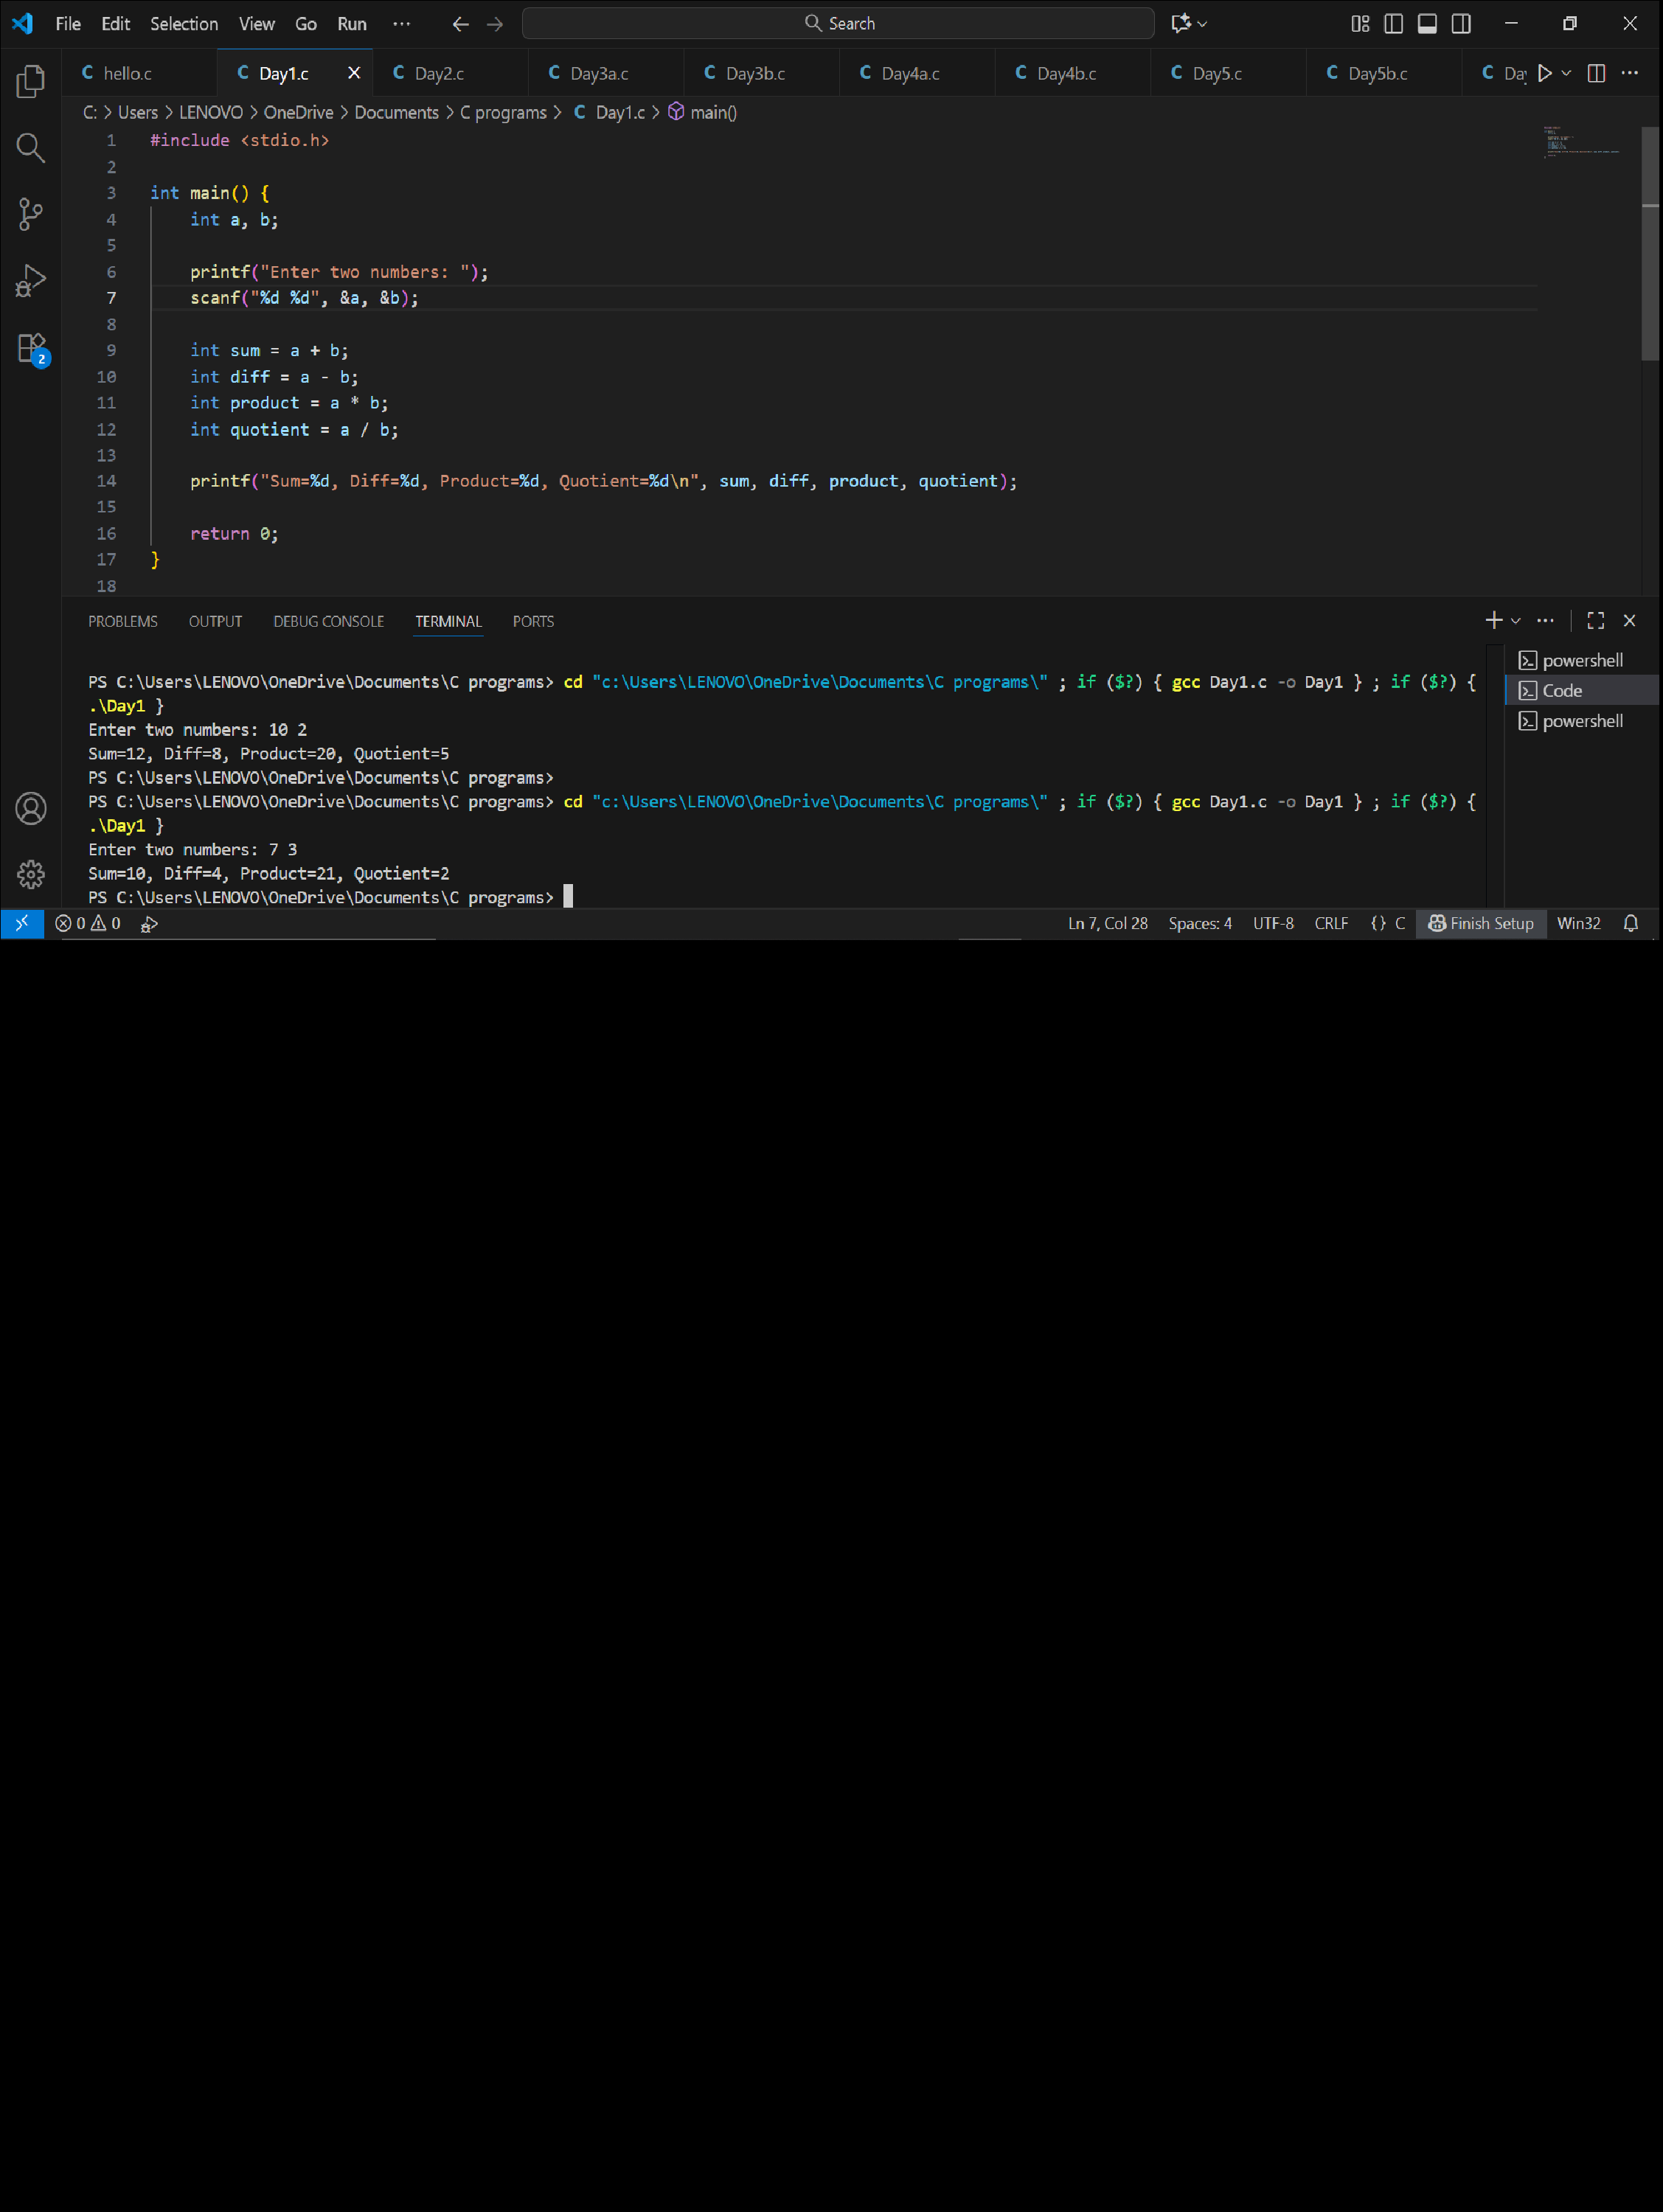 File Edit Selection View Go Run ··· Search
hello.c Day1.c Day2.c Day3a.c Day3b.c Day4a.c Day4b.c Day5.c Day5b.c Day
C: > Users > LENOVO > OneDrive > Documents > C programs > C Day1.c > main()
1 #include <stdio.h>
2
3 int main() {
4     int a, b;
5
6     printf("Enter two numbers: ");
7     scanf("%d %d", &a, &b);
8
9     int sum = a + b;
10     int diff = a - b;
11     int product = a * b;
12     int quotient = a / b;
13
14     printf("Sum=%d, Diff=%d, Product=%d, Quotient=%d\n", sum, diff, product, quotient);
15
16     return 0;
17 }
18
2
PROBLEMS OUTPUT DEBUG CONSOLE TERMINAL PORTS
PS C:\Users\LENOVO\OneDrive\Documents\C programs> cd "c:\Users\LENOVO\OneDrive\Documents\C programs\" ; if ($?) { gcc Day1.c -o Day1 } ; if ($?) {
.\Day1 }
Enter two numbers: 10 2
Sum=12, Diff=8, Product=20, Quotient=5
PS C:\Users\LENOVO\OneDrive\Documents\C programs>
PS C:\Users\LENOVO\OneDrive\Documents\C programs> cd "c:\Users\LENOVO\OneDrive\Documents\C programs\" ; if ($?) { gcc Day1.c -o Day1 } ; if ($?) {
.\Day1 }
Enter two numbers: 7 3
Sum=10, Diff=4, Product=21, Quotient=2
PS C:\Users\LENOVO\OneDrive\Documents\C programs>
powershell
Code
powershell
0 0 Ln 7, Col 28 Spaces: 4 UTF-8 CRLF {} C Finish Setup Win32